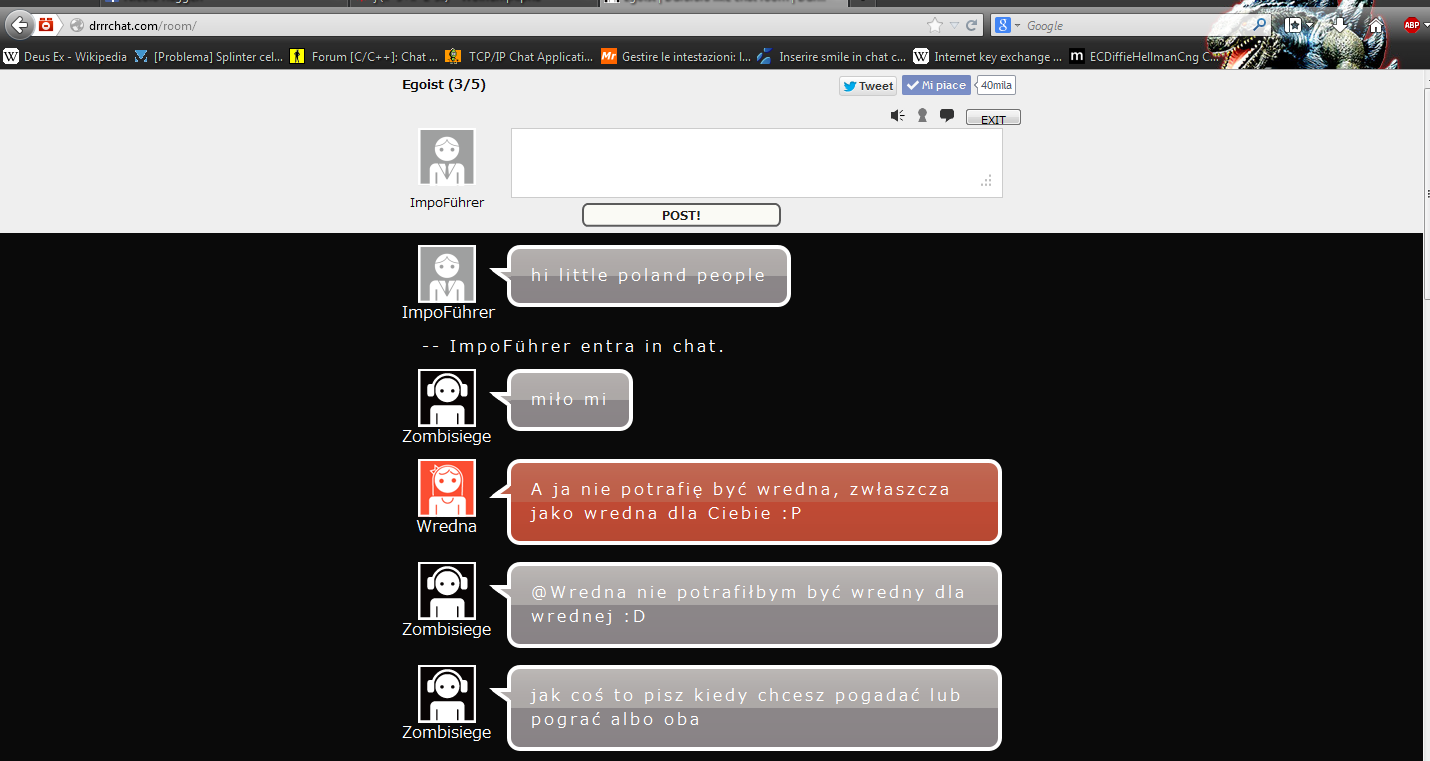 drrrchat.com/room/
Google
ABP
Deus Ex - Wikipedia
[Problema] Splinter cel...
Forum [C/C++]: Chat ...
TCP/IP Chat Applicati...
Gestire le intestazioni: l...
Inserire smile in chat c...
Internet key exchange ...
ECDiffieHellmanCng C...
Egoist (3/5)
Tweet
Mi piace
40mila
EXIT
ImpoFührer
POST!
hi little poland people
ImpoFührer
-- ImpoFührer entra in chat.
miło mi
Zombisiege
A ja nie potrafię być wredna, zwłaszcza
jako wredna dla Ciebie :P
Wredna
@Wredna nie potrafiłbym być wredny dla
wrednej :D
Zombisiege
jak coś to pisz kiedy chcesz pogadać lub
pograć albo oba
Zombisiege